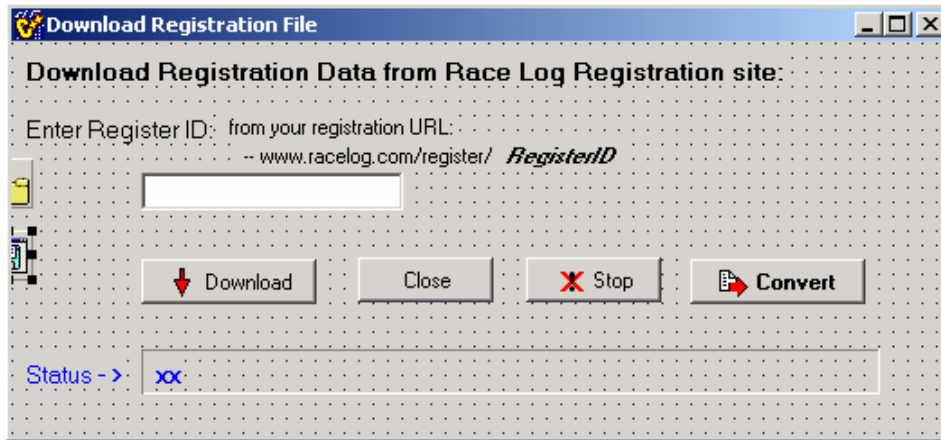 Download Registration File
Download Registration Data from Race Log Registration site:
Enter Register ID: from your registration URL:
-- www.racelog.com/register/ RegisterID
Download Close Stop Convert
Status - > xx